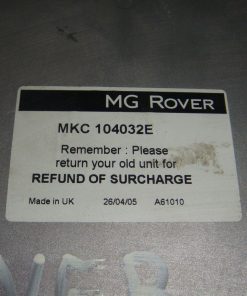 MG ROVER
MKC 104032E
Remember : Please
return your old unit for
REFUND OF SURCHARGE
Made in UK 26/04/05 A61010